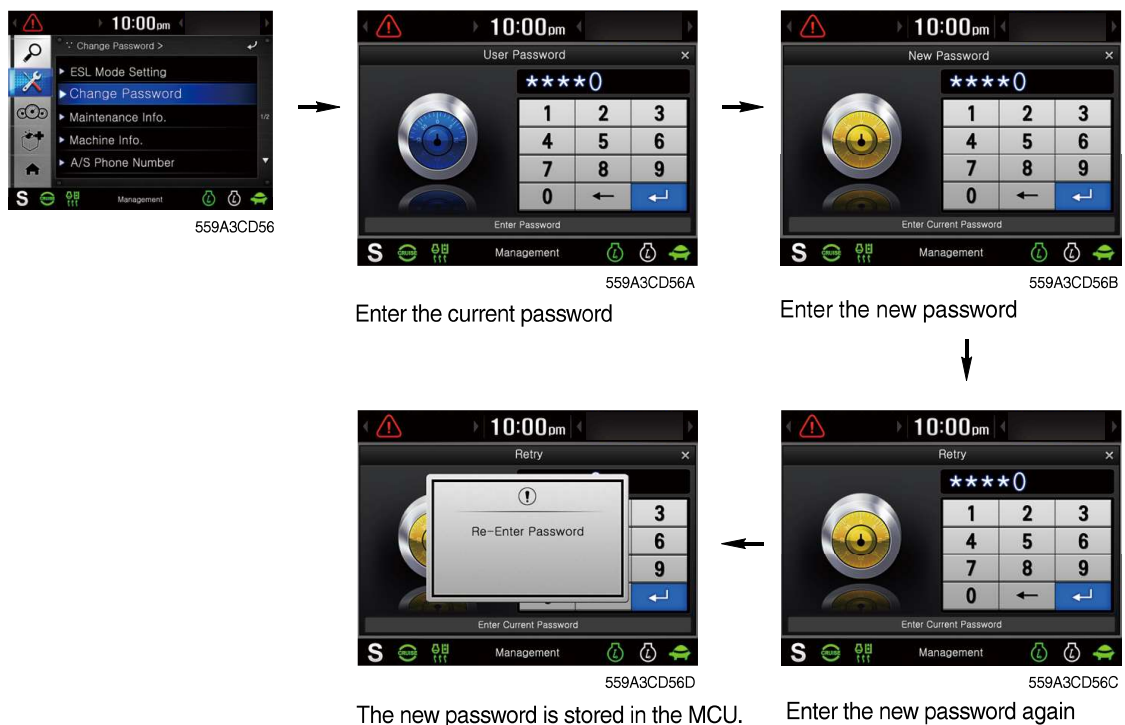 10:00pm
Change Password >
ESL Mode Setting
Change Password
Maintenance Info.
1/2
Machine Info.
A/S Phone Number
S CRUISE Management L L
559A3CD56
10:00pm
User Password ×
****0
1 2 3
4 5 6
7 8 9
0 ←
Enter Password
S CRUISE Management L L
559A3CD56A
Enter the current password
10:00pm
New Password ×
****0
1 2 3
4 5 6
7 8 9
0 ←
Enter Current Password
S CRUISE Management L L
559A3CD56B
Enter the new password
10:00pm
Retry ×
****0
1 2 3
4 5 6
7 8 9
0 ←
Enter Current Password
S CRUISE Management L L
559A3CD56C
Enter the new password again
10:00pm
Retry ×
Re-Enter Password
3
6
9
Enter Current Password
S CRUISE Management L L
559A3CD56D
The new password is stored in the MCU.